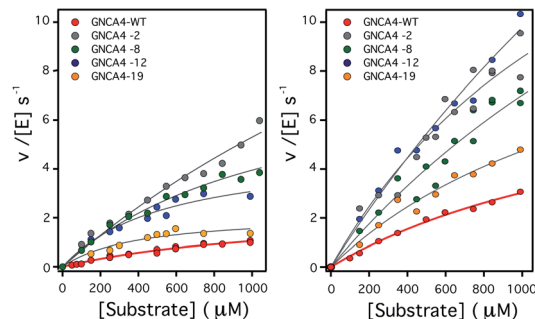 10
8
6
4
2
0
v /[E] s-1
GNCA4-WT
GNCA4 -2
GNCA4 -8
GNCA4 -12
GNCA4-19
0 200 400 600 800 1000
[Substrate] ( μM)
10
8
6
4
2
0
v /[E] s-1
GNCA4-WT
GNCA4 -2
GNCA4 -8
GNCA4 -12
GNCA4-19
0 200 400 600 800 1000
[Substrate] ( μM)